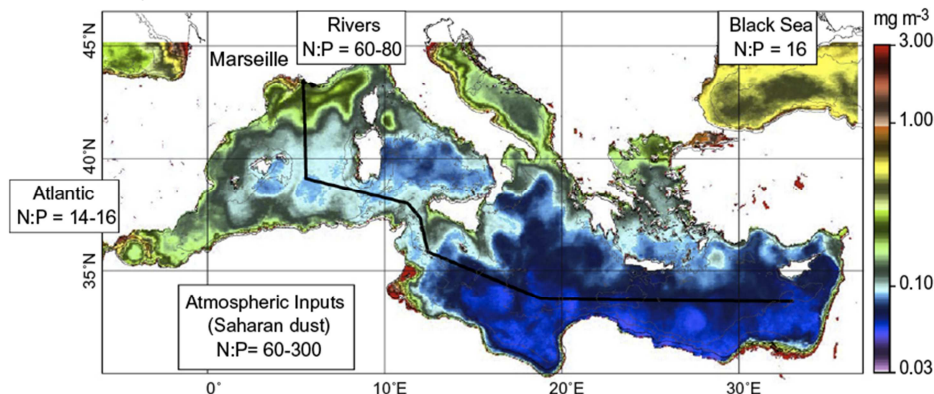 Rivers
N:P = 60-80
Black Sea
N:P = 16
mg m-3
Marseille
Atlantic
N:P = 14-16
Atmospheric Inputs
(Saharan dust)
N:P= 60-300
45°N
40°N
35°N
0°
10°E
20°E
30°E
3.00
1.00
0.10
0.03